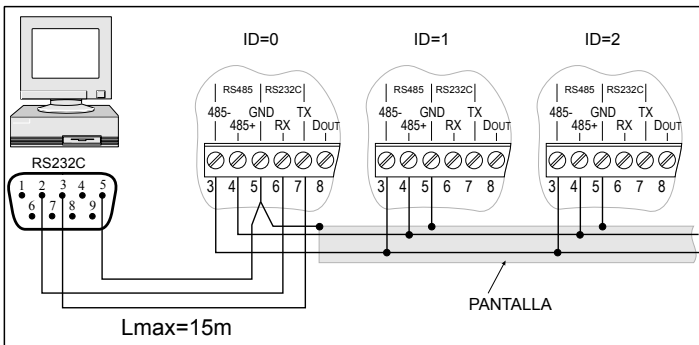 ID=0 ID=1 ID=2
RS485 RS232C RS485 RS232C RS485 RS232C
485- GND TX 485- GND TX 485- GND TX
485+ RX DOUT 485+ RX DOUT 485+ RX DOUT
3 4 5 6 7 8 3 4 5 6 7 8 3 4 5 6 7 8
RS232C
1 2 3 4 5
6 7 8 9
PANTALLA
Lmax=15m